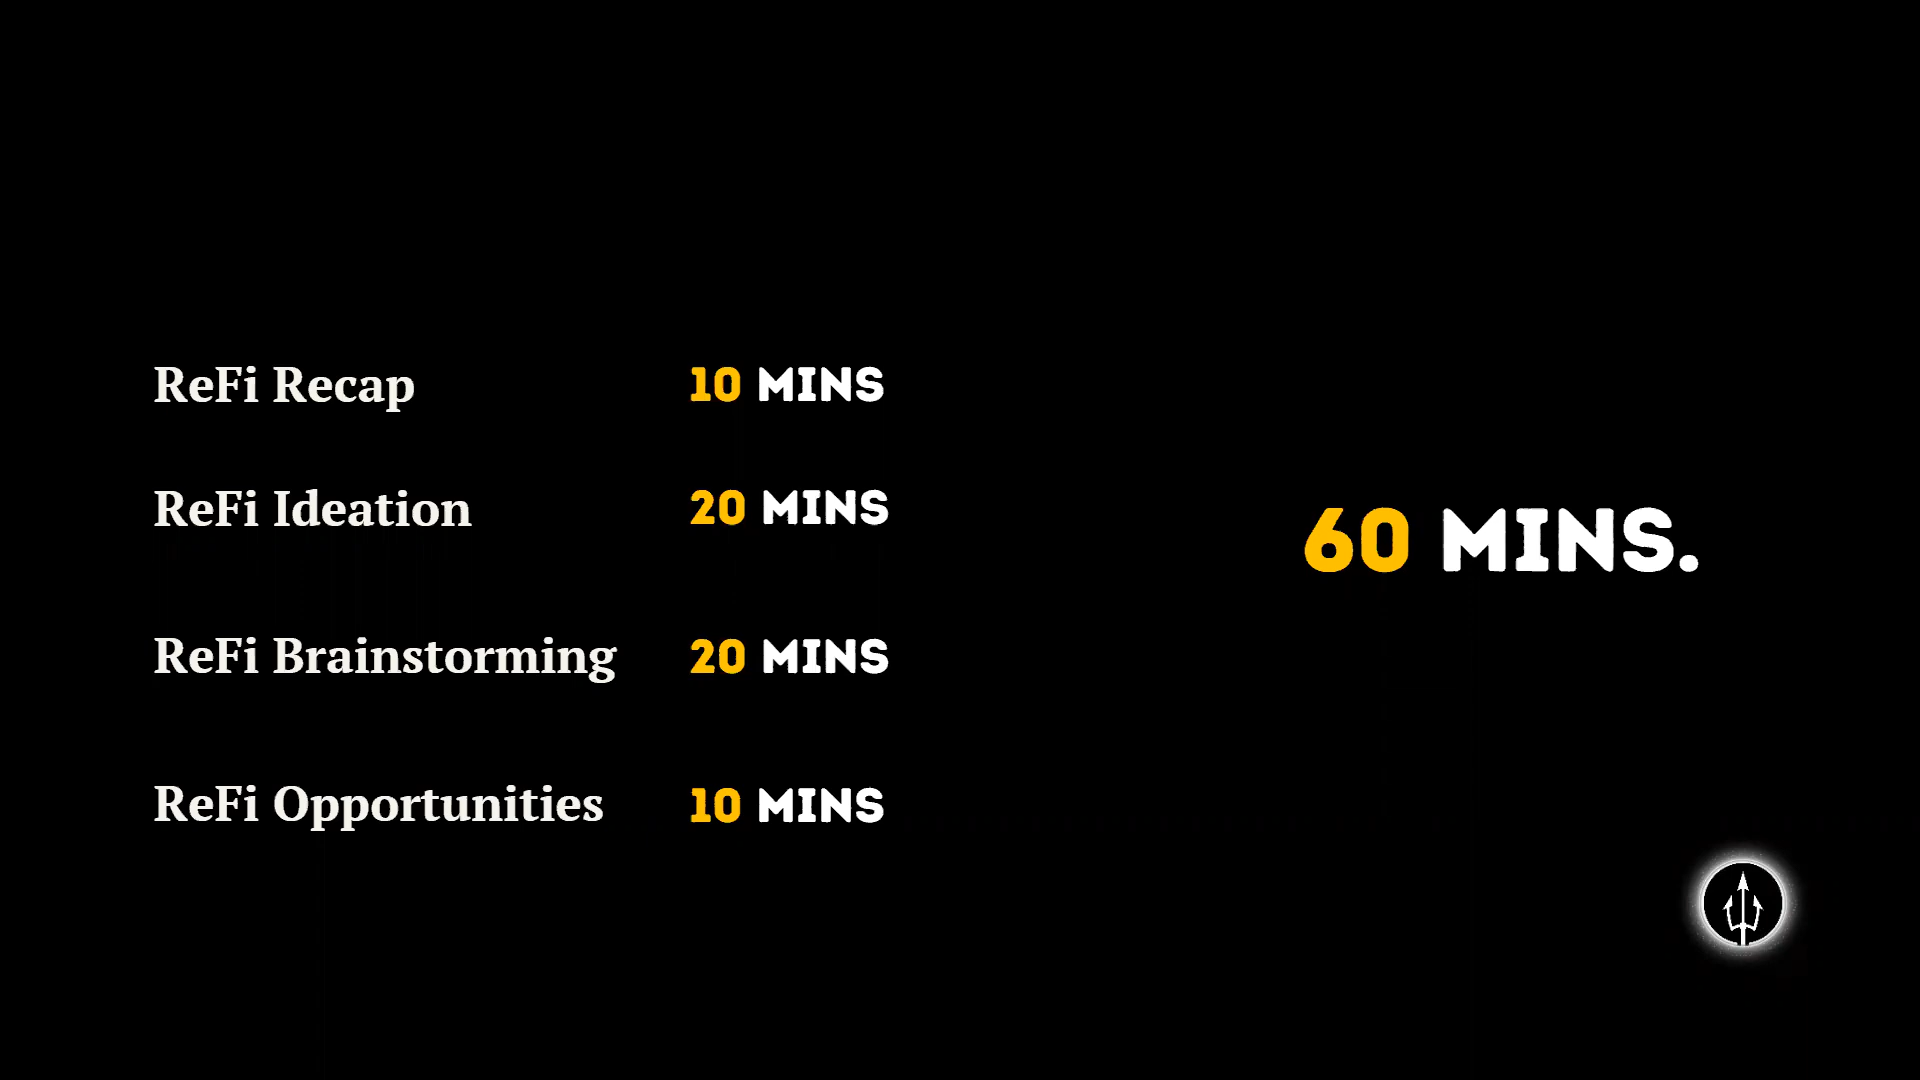 ReFi Recap 10 MINS
ReFi Ideation 20 MINS
60 MINS.
ReFi Brainstorming 20 MINS
ReFi Opportunities 10 MINS